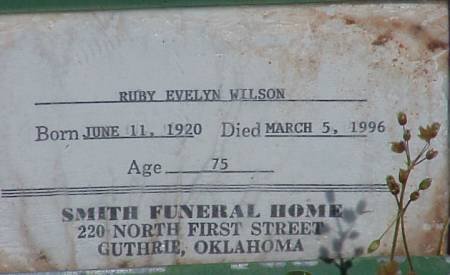 RUBY EVELYN WILSON
Born JUNE 11, 1920 Died MARCH 5, 1996
Age 75
SMITH FUNERAL HOME
220 NORTH FIRST STREET
GUTHRIE, OKLAHOMA